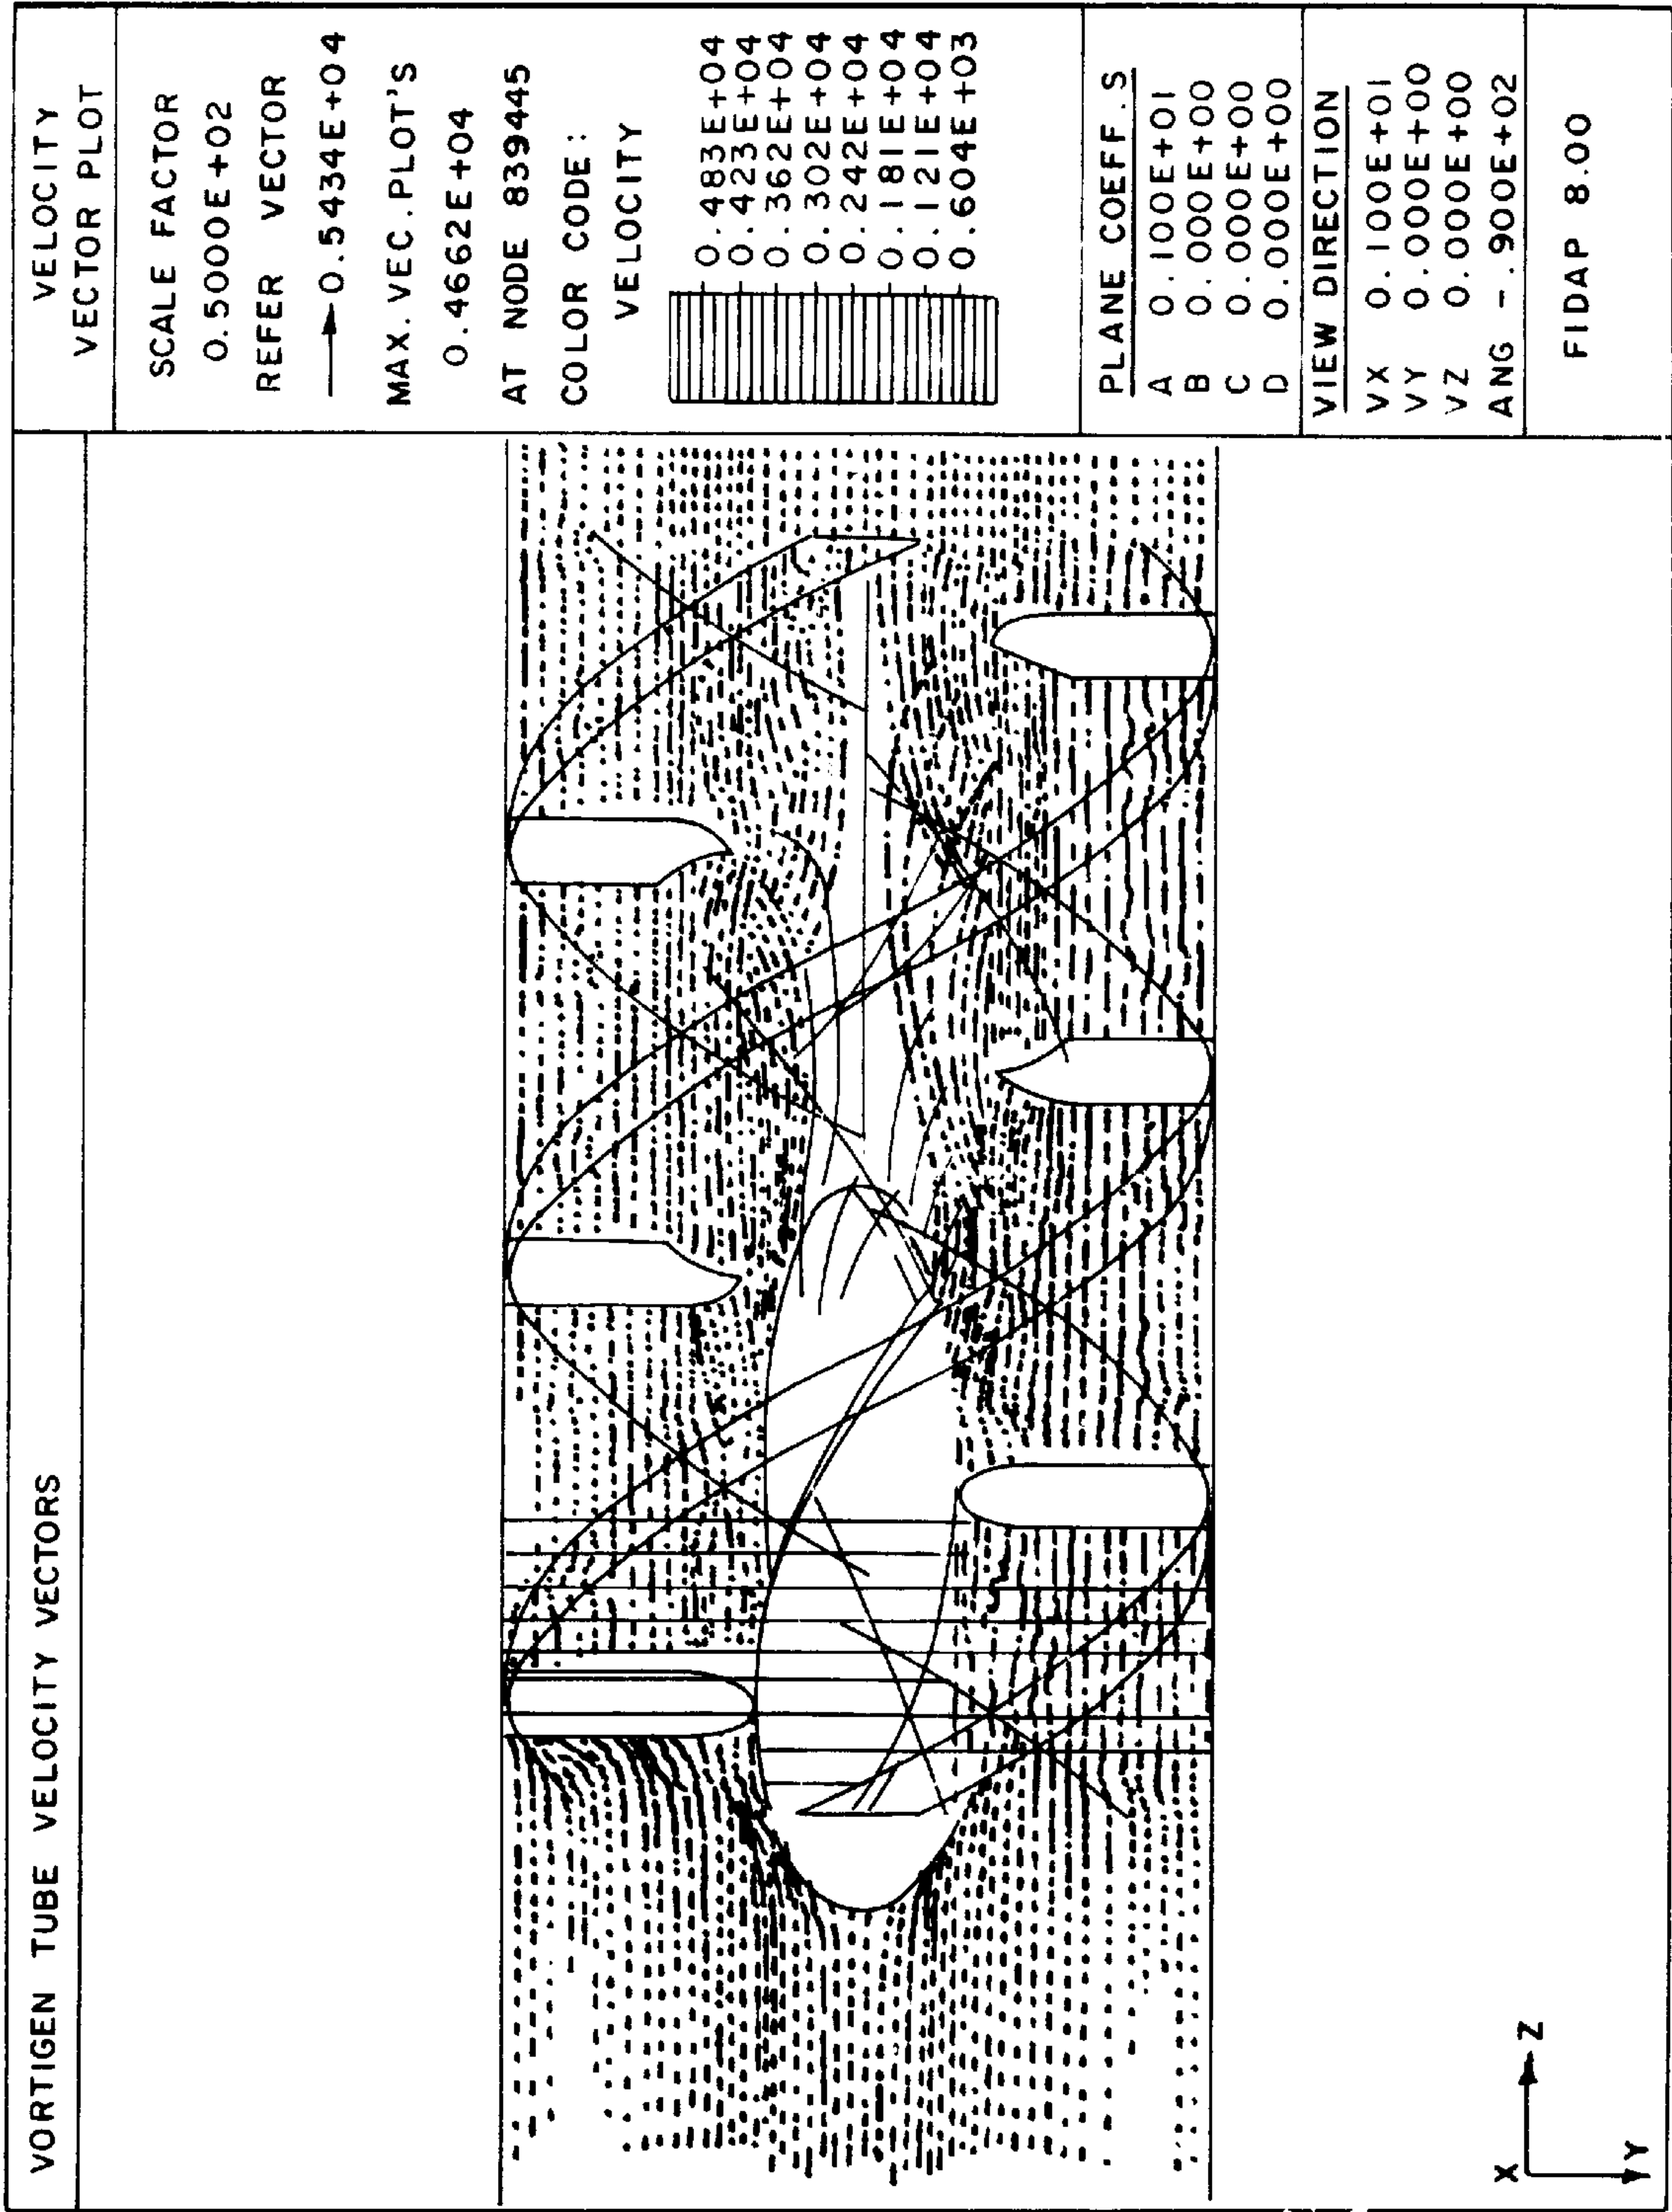 VORTIGEN TUBE VELOCITY VECTORS
VELOCITY
VECTOR PLOT
SCALE FACTOR
0.5000E+02
REFER VECTOR
0.5434E+04
MAX. VEC. PLOT'S
0.4662E+04
AT NODE 839445
COLOR CODE:
VELOCITY
0.483E+04
0.423E+04
0.362E+04
0.302E+04
0.242E+04
0.181E+04
0.121E+04
0.604E+03
PLANE COEFF.S
A 0.100E+01
B 0.000E+00
C 0.000E+00
D 0.000E+00
VIEW DIRECTION
VX 0.100E+01
VY 0.000E+00
VZ 0.000E+00
ANG -.900E+02
FIDAP 8.00
X
Z
Y